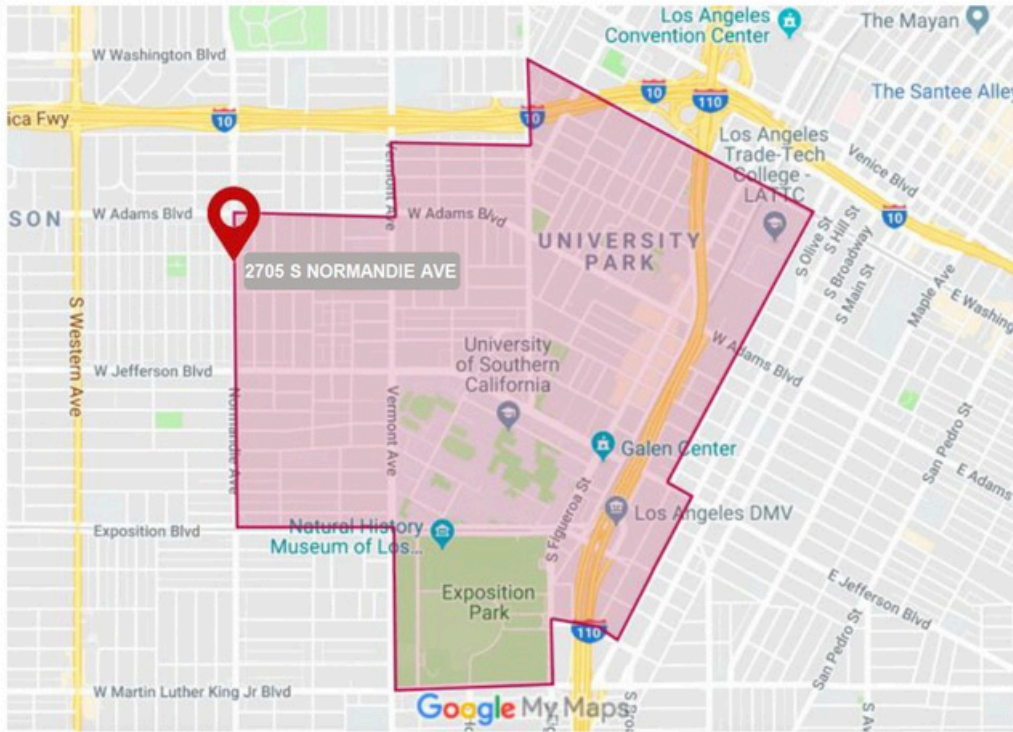 Los Angeles
Convention Center
The Mayan
W Washington Blvd
10
110
The Santee Alley
ica Fwy
10
10
Los Angeles
Trade-Tech
College -
LATTC
Venice Blvd
Vermont Ave
SON
W Adams Blvd
W Adams Blvd
10
UNIVERSITY
PARK
S Olive St
S Hill St
S Broadway
S Main St
Maple Ave
E Washing
2705 S NORMANDIE AVE
S Western Ave
W Adams Blvd
University
of Southern
California
W Jefferson Blvd
Normandie Ave
Vermont Ave
San Pedro St
Galen Center
E Adams
S Figueroa St
Los Angeles DMV
Exposition Blvd
Natural History
Museum of Los...
Exposition
Park
E Jefferson Blvd
110
San Pedro St
W Martin Luther King Jr Blvd
Google My Maps
S Bro
S Av